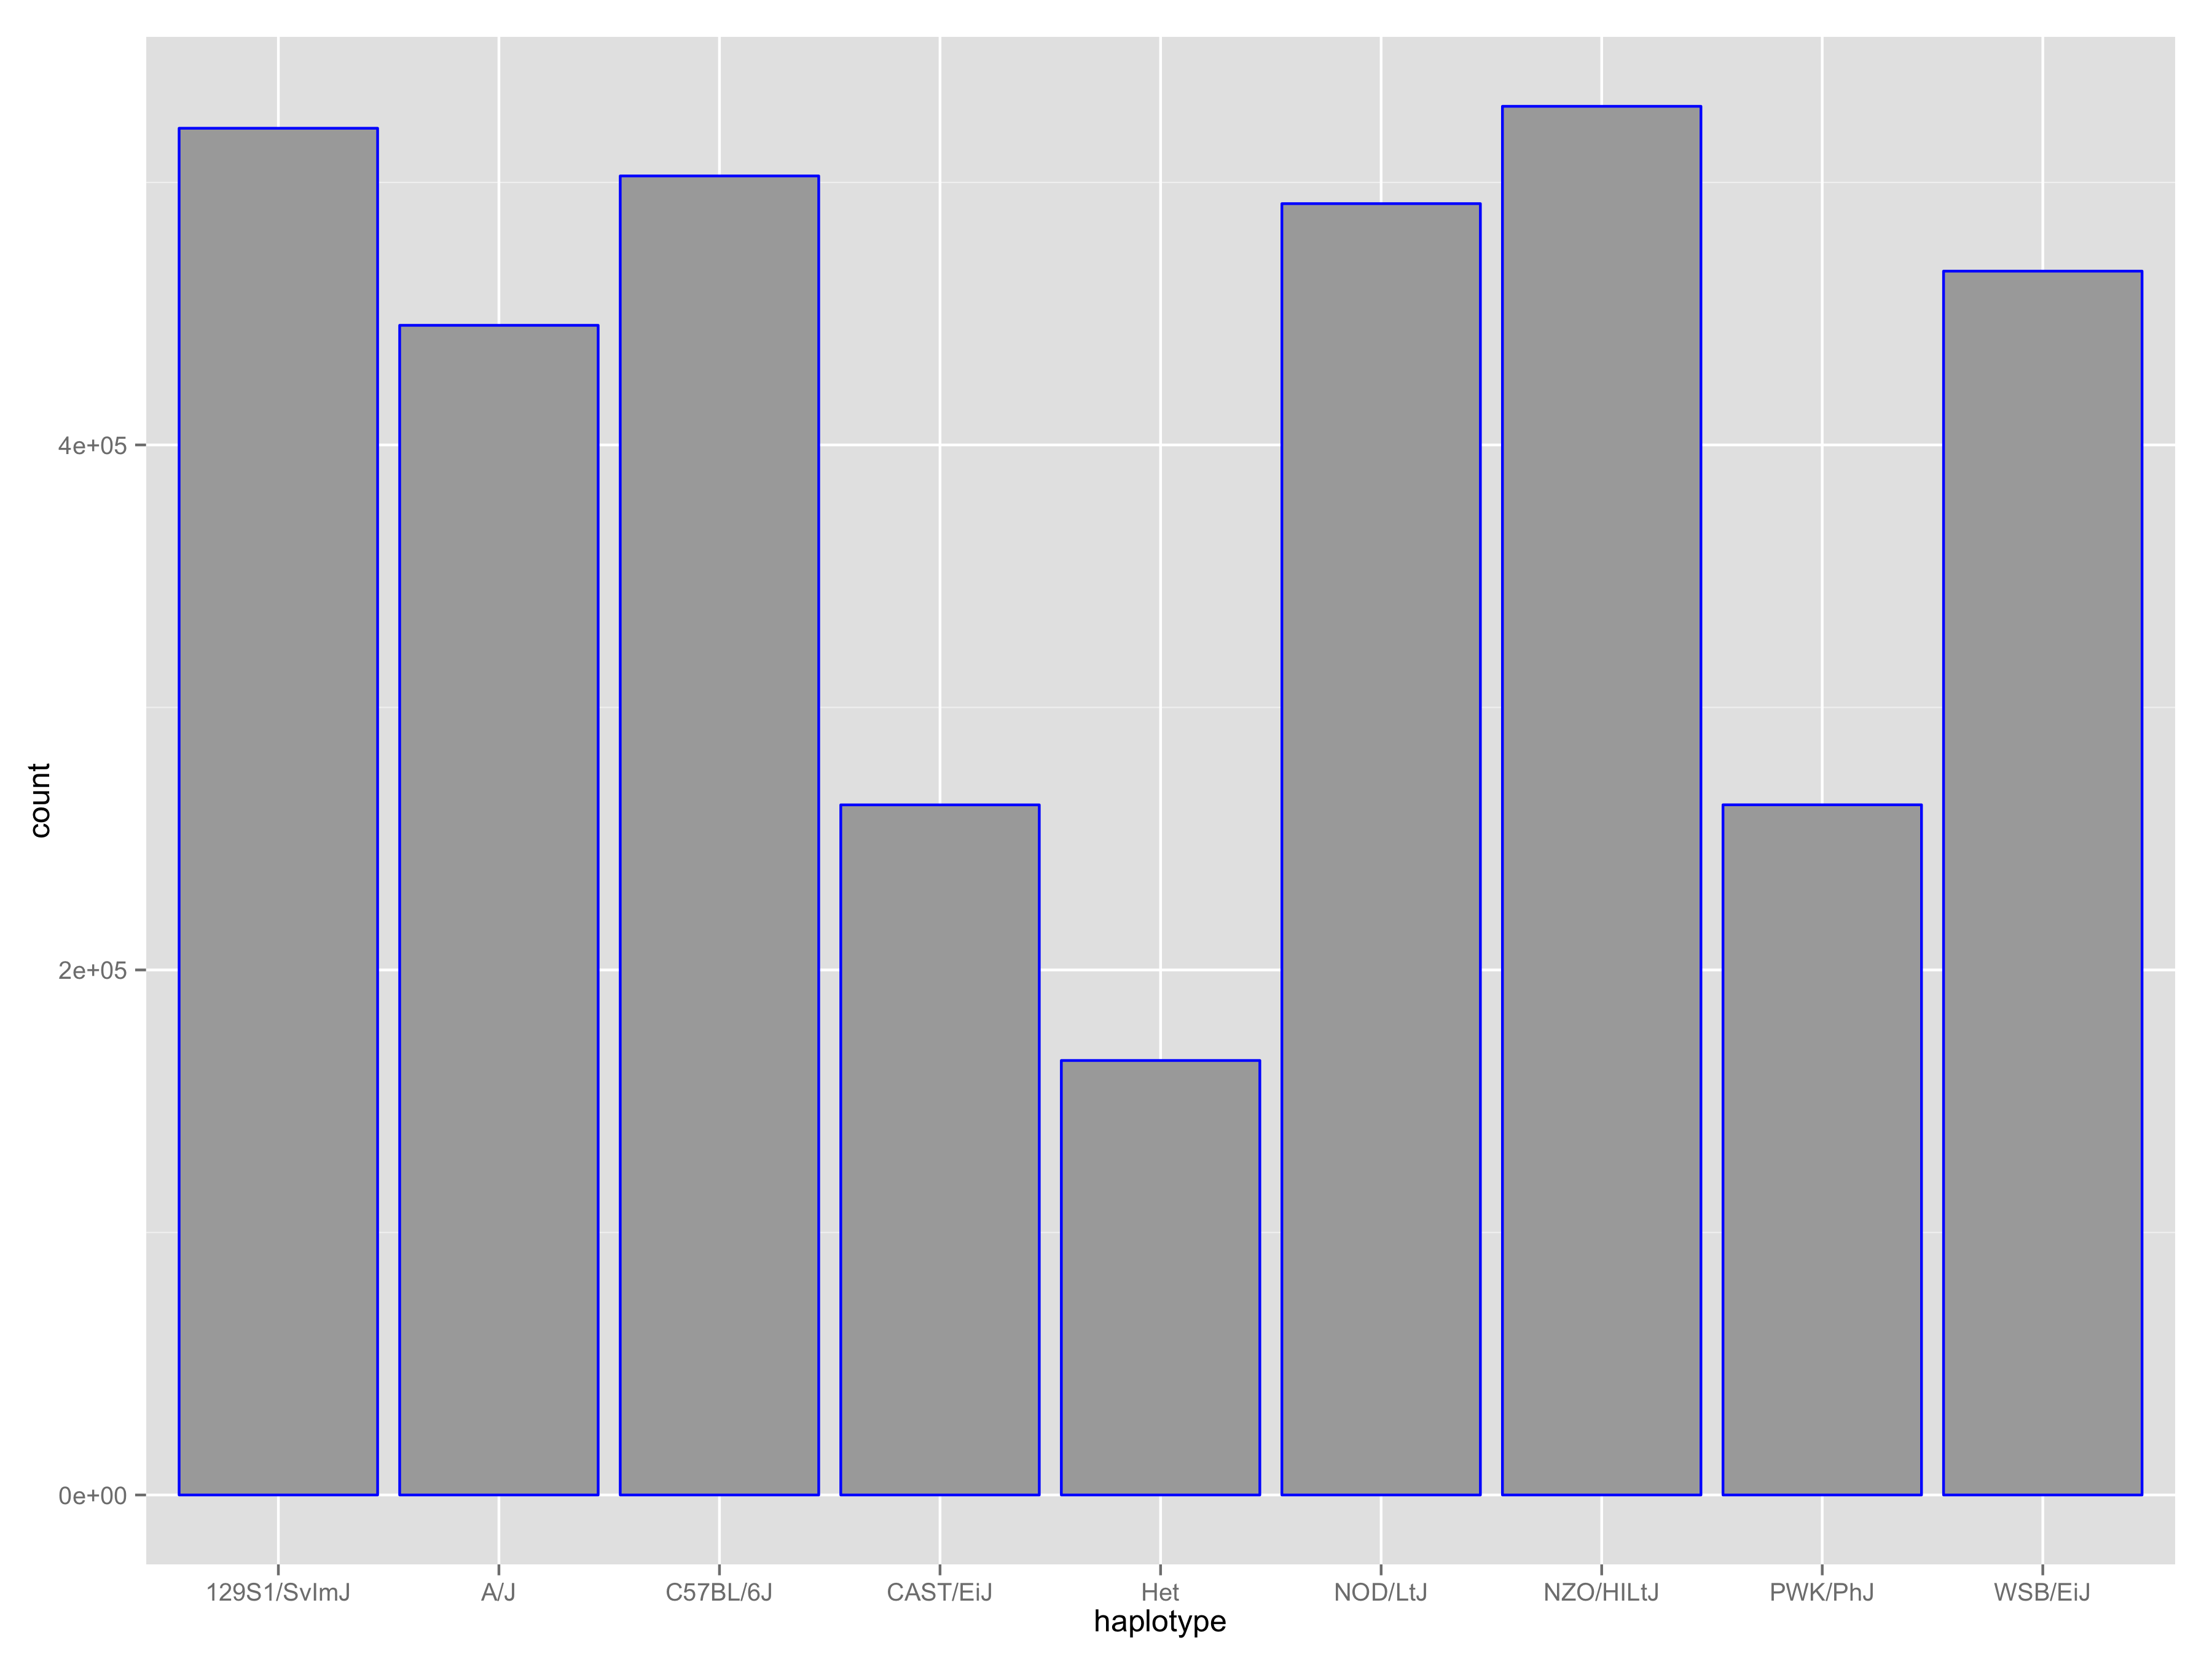 count
4e+05
2e+05
0e+00
129S1/SvImJ A/J C57BL/6J CAST/EiJ Het NOD/LtJ NZO/HILtJ PWK/PhJ WSB/EiJ
haplotype